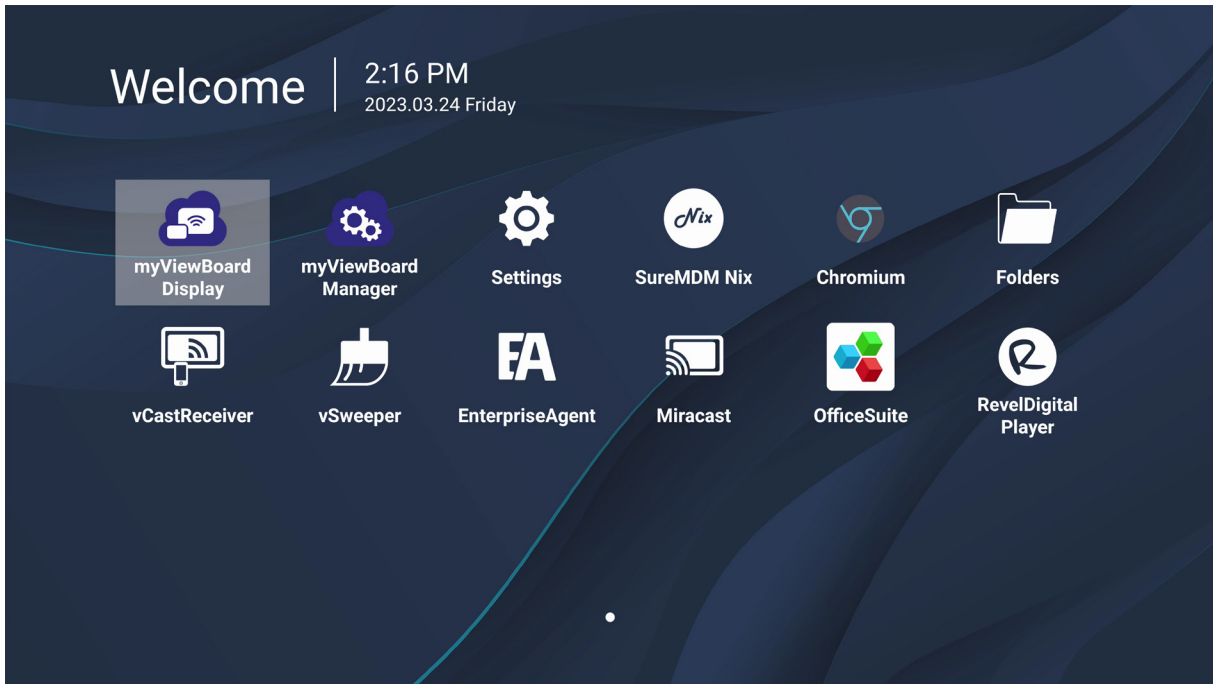 Welcome
2:16 PM
2023.03.24 Friday
myViewBoard
Display
myViewBoard
Manager
Settings
Nix
SureMDM Nix
Chromium
Folders
vCastReceiver
vSweeper
EA
EnterpriseAgent
Miracast
OfficeSuite
R
RevelDigital
Player